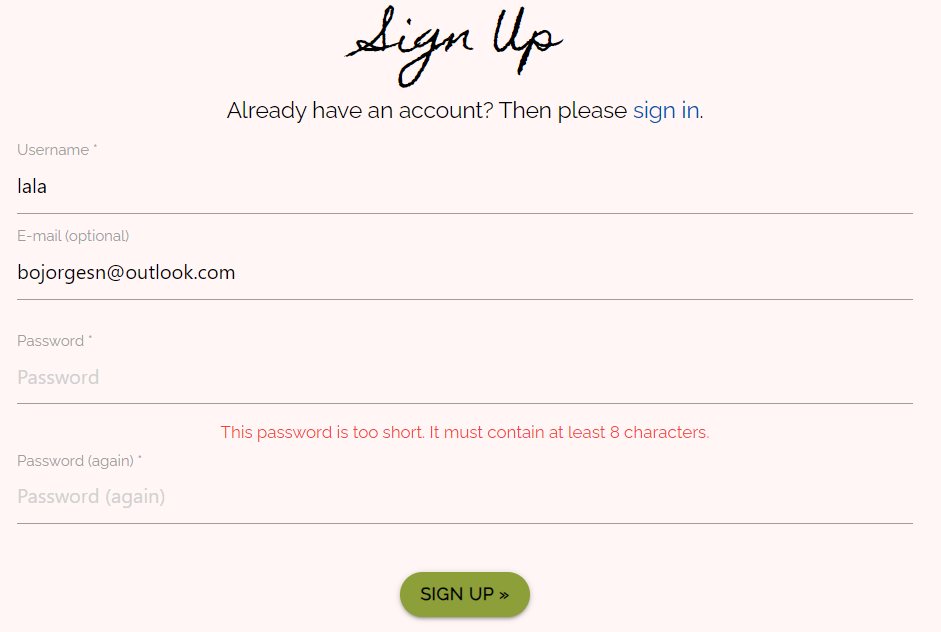 Sign Up
Already have an account? Then please sign in.
Username *
lala
E-mail (optional)
bojorgesn@outlook.com
Password *
Password
This password is too short. It must contain at least 8 characters.
Password (again) *
Password (again)
SIGN UP »